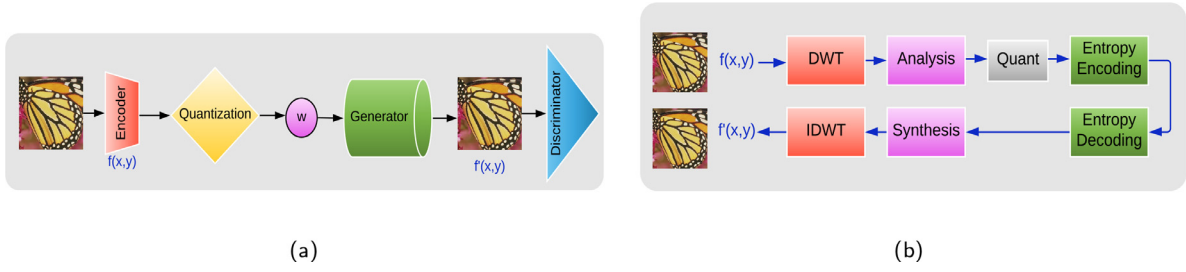 Encoder
f(x,y)
Quantization
w
Generator
f'(x,y)
Discriminator
(a)
f(x,y)
DWT
Analysis
Quant
Entropy
Encoding
f'(x,y)
IDWT
Synthesis
Entropy
Decoding
(b)